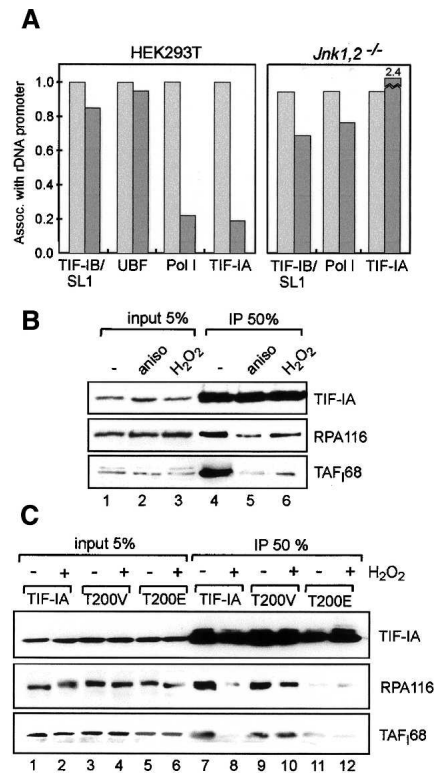 A
HEK293T
Jnk1,2 -/-
Assoc. with rDNA promoter
1.0
0.8
0.6
0.4
0.2
0.0
2.4
TIF-IB/ SL1 UBF Pol I TIF-IA
TIF-IB/ SL1 Pol I TIF-IA
B
input 5% IP 50%
- aniso H2O2 - aniso H2O2
TIF-IA
RPA116
TAFI68
1 2 3 4 5 6
C
input 5% IP 50 %
- + - + - + - + - + - + H2O2
TIF-IA T200V T200E TIF-IA T200V T200E
TIF-IA
RPA116
TAFI68
1 2 3 4 5 6 7 8 9 10 11 12